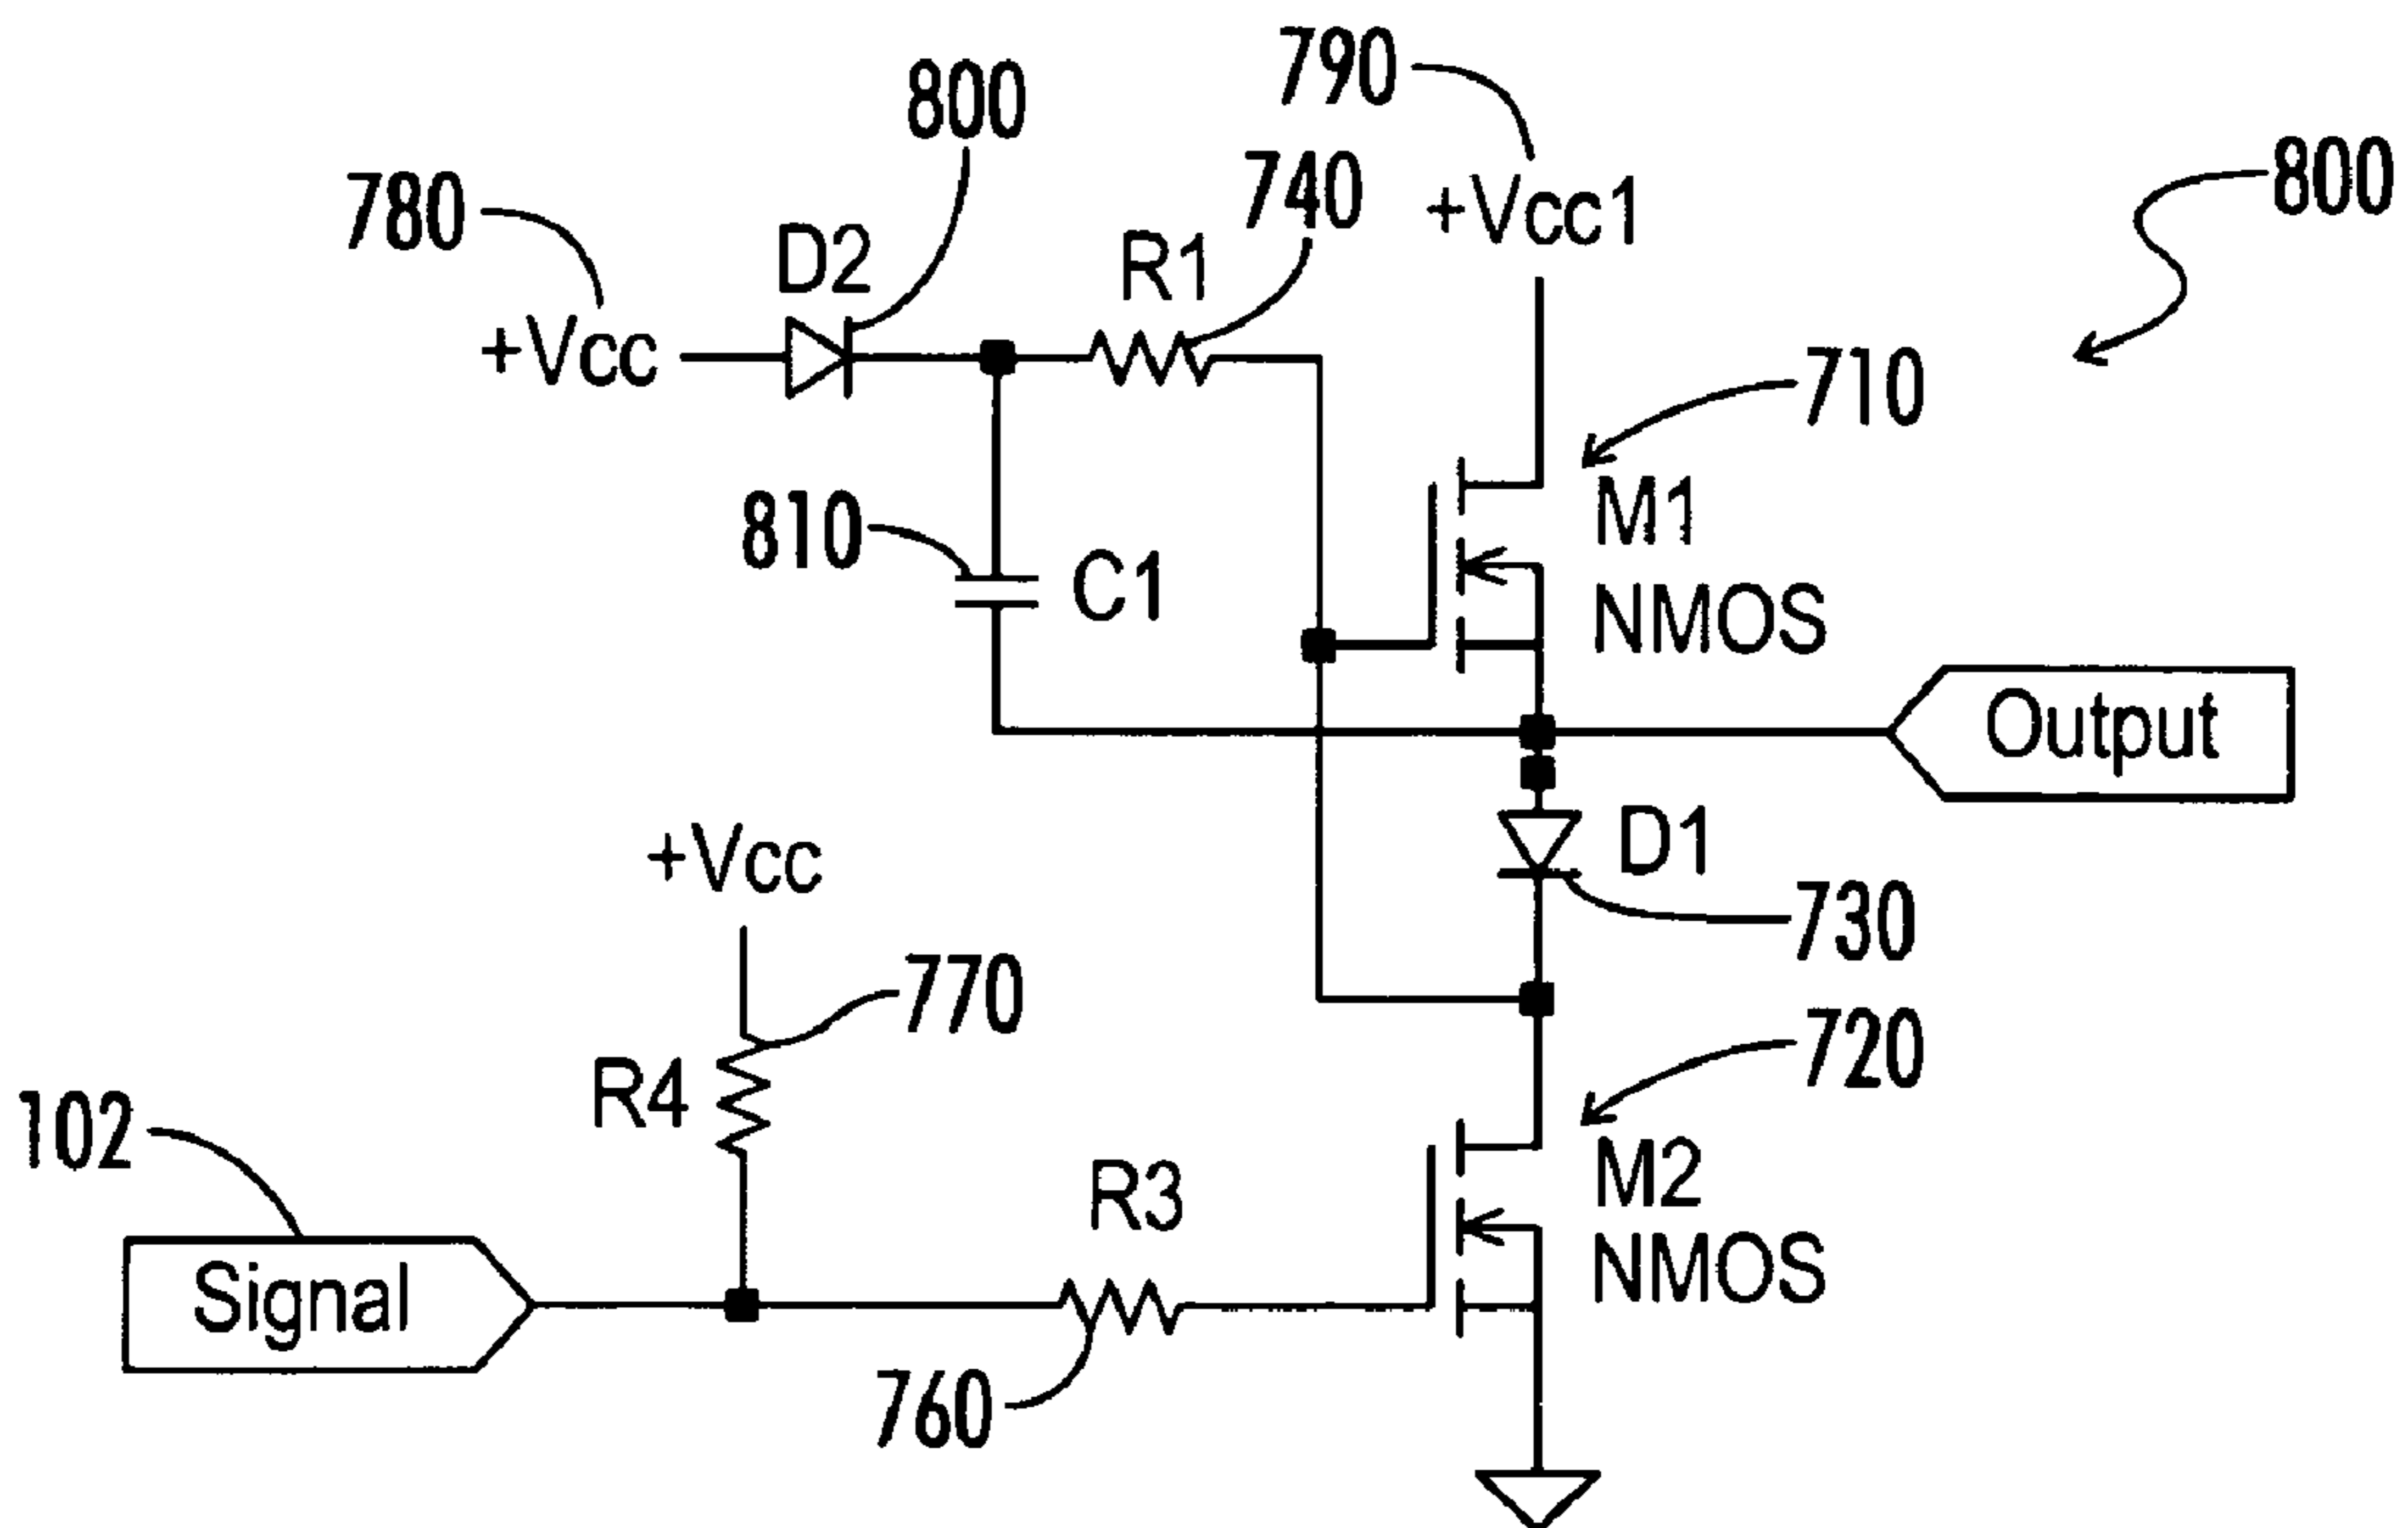 790
800
740
800
780
+Vcc1
D2
R1
+Vcc
710
M1
NMOS
810
C1
Output
+Vcc
D1
730
770
720
R4
102
M2
NMOS
R3
Signal
760